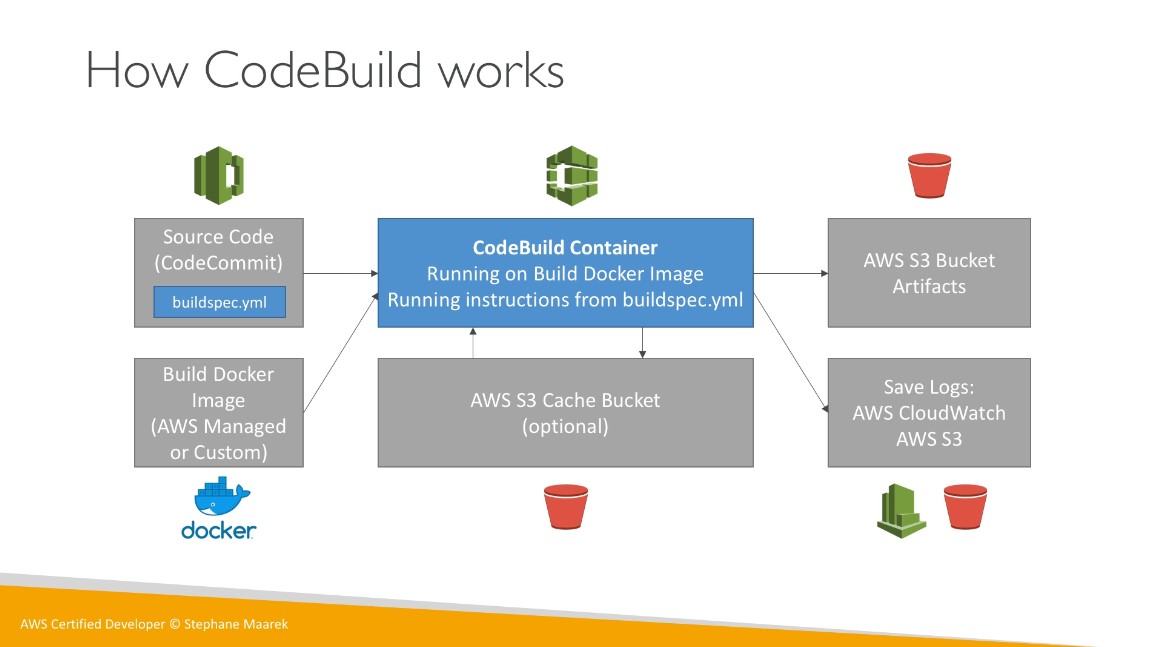 How CodeBuild works
Source Code
(CodeCommit)
buildspec.yml
CodeBuild Container
Running on Build Docker Image
Running instructions from buildspec.yml
AWS S3 Bucket
Artifacts
Build Docker
Image
(AWS Managed
or Custom)
AWS S3 Cache Bucket
(optional)
Save Logs:
AWS CloudWatch
AWS S3
docker
AWS Certified Developer © Stephane Maarek